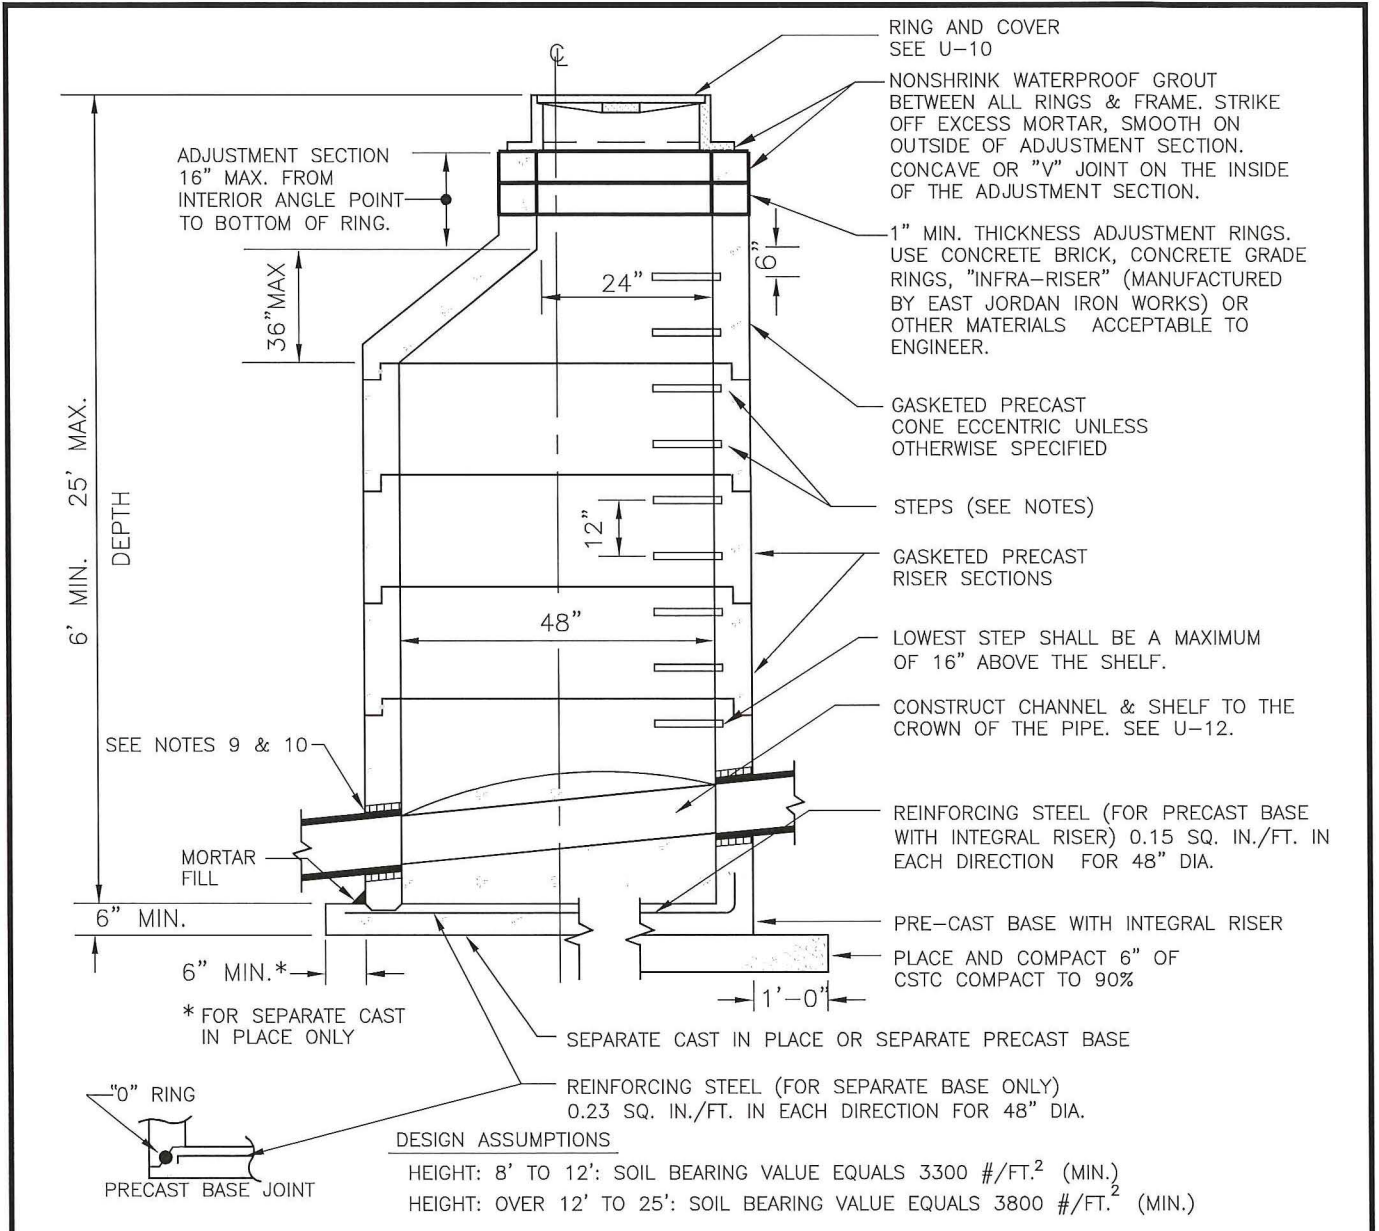 RING AND COVER
SEE U-10
℄
NONSHRINK WATERPROOF GROUT
BETWEEN ALL RINGS & FRAME. STRIKE
OFF EXCESS MORTAR, SMOOTH ON
OUTSIDE OF ADJUSTMENT SECTION.
CONCAVE OR "V" JOINT ON THE INSIDE
OF THE ADJUSTMENT SECTION.
ADJUSTMENT SECTION
16" MAX. FROM
INTERIOR ANGLE POINT
TO BOTTOM OF RING.
1" MIN. THICKNESS ADJUSTMENT RINGS.
USE CONCRETE BRICK, CONCRETE GRADE
RINGS, "INFRA-RISER" (MANUFACTURED
BY EAST JORDAN IRON WORKS) OR
OTHER MATERIALS ACCEPTABLE TO
ENGINEER.
6"
24"
36"MAX
GASKETED PRECAST
CONE ECCENTRIC UNLESS
OTHERWISE SPECIFIED
6' MIN. 25' MAX.
DEPTH
STEPS (SEE NOTES)
12"
GASKETED PRECAST
RISER SECTIONS
48"
LOWEST STEP SHALL BE A MAXIMUM
OF 16" ABOVE THE SHELF.
CONSTRUCT CHANNEL & SHELF TO THE
CROWN OF THE PIPE. SEE U-12.
SEE NOTES 9 & 10
REINFORCING STEEL (FOR PRECAST BASE
WITH INTEGRAL RISER) 0.15 SQ. IN./FT. IN
EACH DIRECTION FOR 48" DIA.
MORTAR
FILL
6" MIN.
PRE-CAST BASE WITH INTEGRAL RISER
PLACE AND COMPACT 6" OF
CSTC COMPACT TO 90%
6" MIN.*
1'-0"
* FOR SEPARATE CAST
IN PLACE ONLY
SEPARATE CAST IN PLACE OR SEPARATE PRECAST BASE
REINFORCING STEEL (FOR SEPARATE BASE ONLY)
0.23 SQ. IN./FT. IN EACH DIRECTION FOR 48" DIA.
"O" RING
PRECAST BASE JOINT
DESIGN ASSUMPTIONS
HEIGHT: 8' TO 12': SOIL BEARING VALUE EQUALS 3300 #/FT.² (MIN.)
HEIGHT: OVER 12' TO 25': SOIL BEARING VALUE EQUALS 3800 #/FT.² (MIN.)